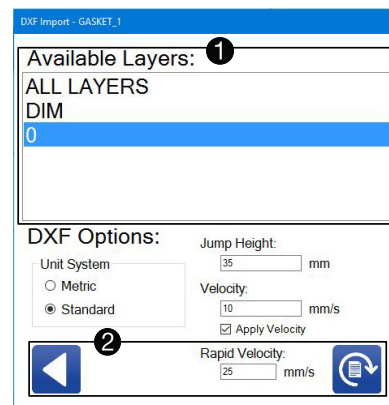 DXF Import - GASKET_1
Available Layers: 1
ALL LAYERS
DIM
0
DXF Options:
Unit System
Metric
Standard
Jump Height:
35 mm
Velocity:
10 mm/s
Apply Velocity
2
Rapid Velocity:
25 mm/s